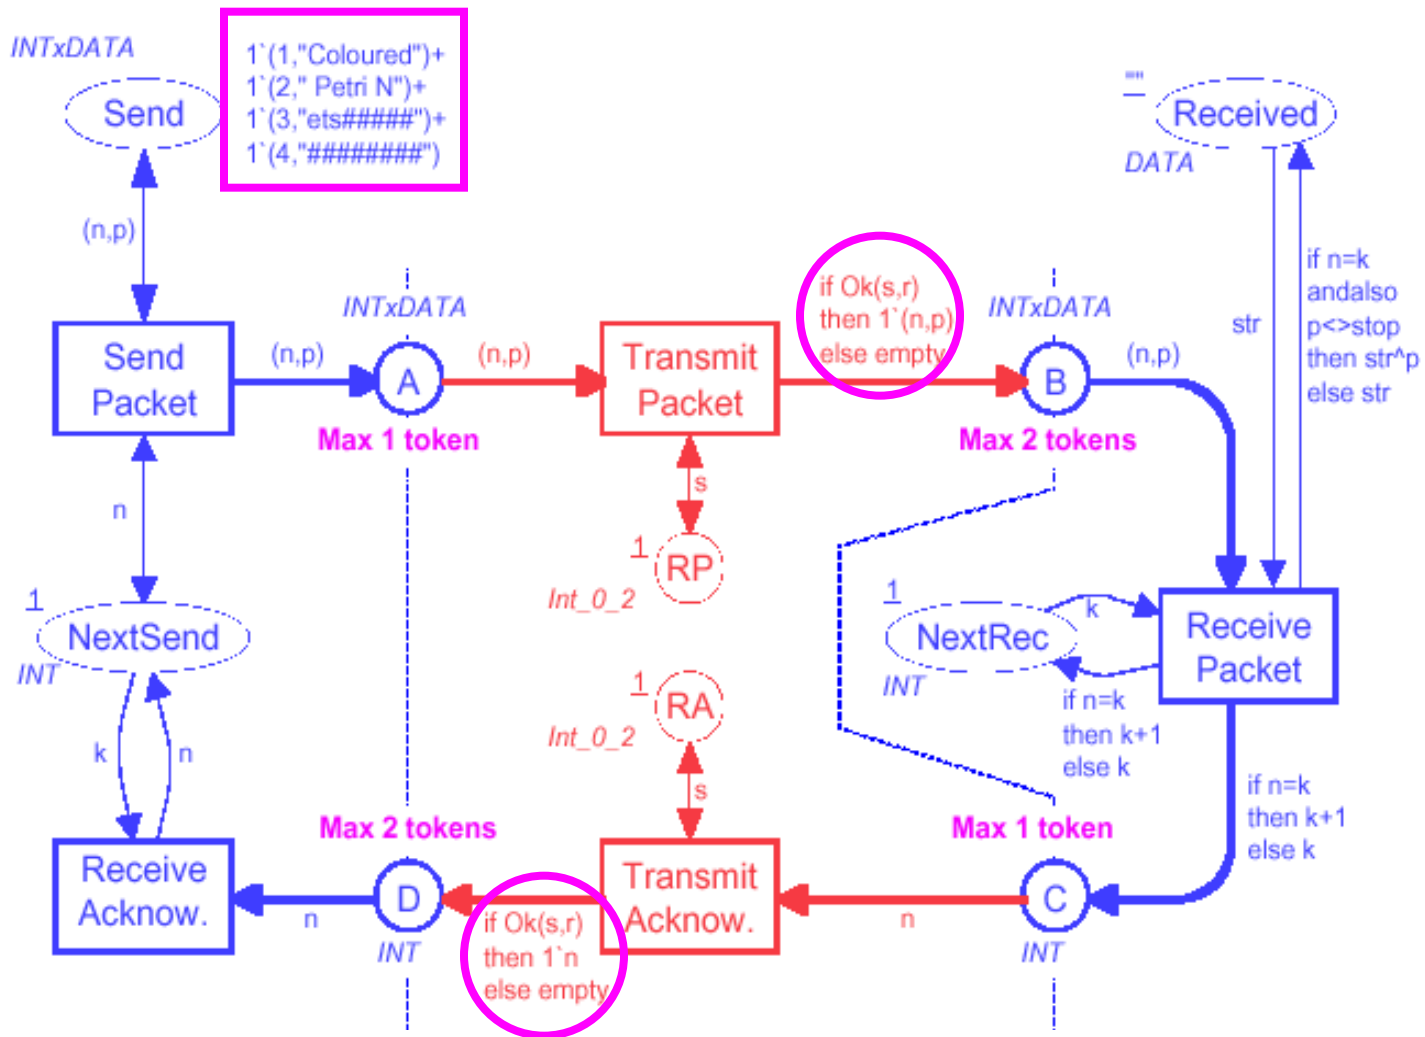 INTxDATA
1`(1,"Coloured")+
1`(2," Petri N")+
1`(3,"ets#####")+
1`(4,"########")
Send
""
Received
DATA
(n,p)
if n=k
andalso
p<>stop
then str^p
else str
str
if Ok(s,r)
then 1`(n,p)
else empty
INTxDATA
INTxDATA
Send
Packet
(n,p)
A
(n,p)
Transmit
Packet
B
(n,p)
Max 1 token
Max 2 tokens
n
s
1
RP
Int_0_2
1
NextSend
INT
1
NextRec
INT
k
Receive
Packet
if n=k
then k+1
else k
1
RA
Int_0_2
k
n
s
if n=k
then k+1
else k
Max 2 tokens
Max 1 token
Receive
Acknow.
n
D
INT
if Ok(s,r)
then 1`n
else empty
Transmit
Acknow.
n
C
INT